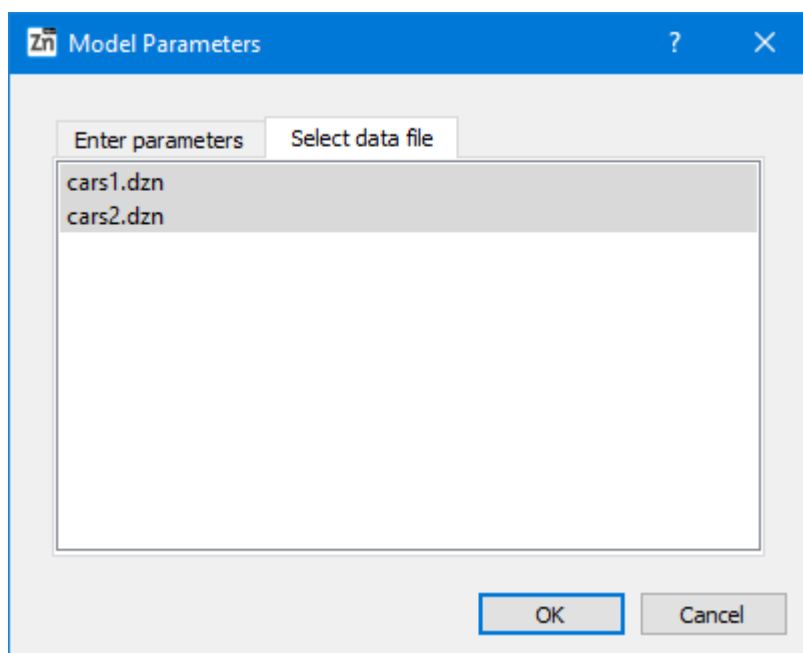 Zn Model Parameters ?
Enter parameters Select data file
cars1.dzn
cars2.dzn
OK Cancel